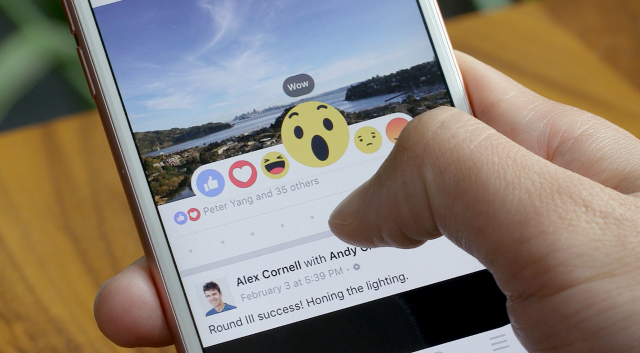 Wow
Peter Yang and 35 others
Alex Cornell with Andy
February 3 at 5:39 PM ·
Round III success! Honing the lighting.